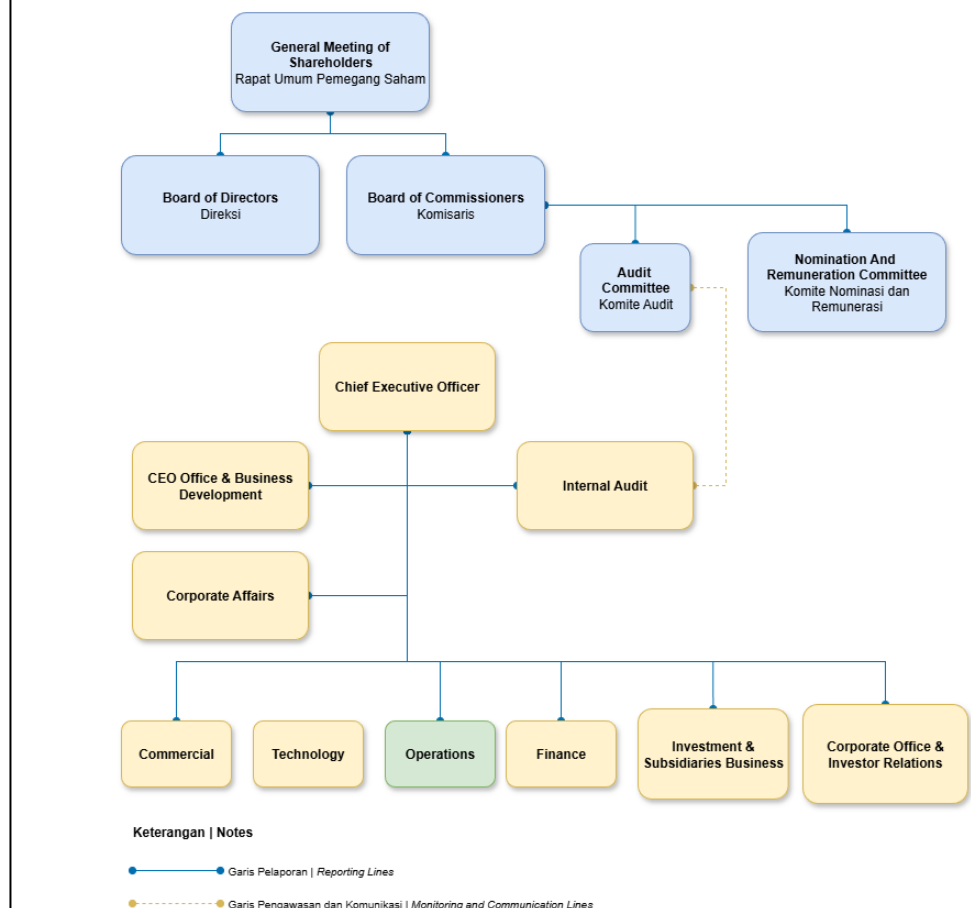 General Meeting of
Shareholders
Rapat Umum Pemegang Saham
Board of Directors
Direksi
Board of Commissioners
Komisaris
Audit
Committee
Komite Audit
Nomination And
Remuneration Committee
Komite Nominasi dan
Remunerasi
Chief Executive Officer
CEO Office & Business
Development
Internal Audit
Corporate Affairs
Commercial
Technology
Operations
Finance
Investment &
Subsidiaries Business
Corporate Office &
Investor Relations
Keterangan | Notes
Garis Pelaporan | Reporting Lines
Garis Pengawasan dan Komunikasi | Monitoring and Communication Lines